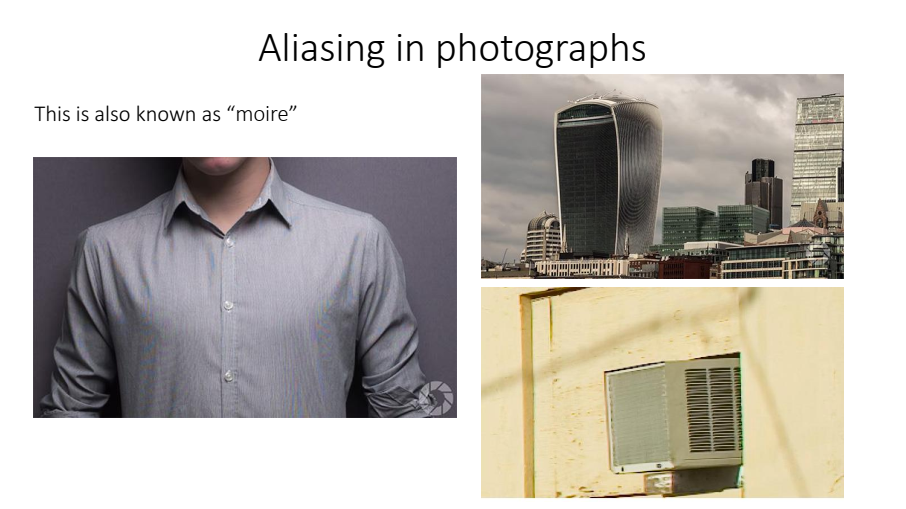 Aliasing in photographs
This is also known as “moire”